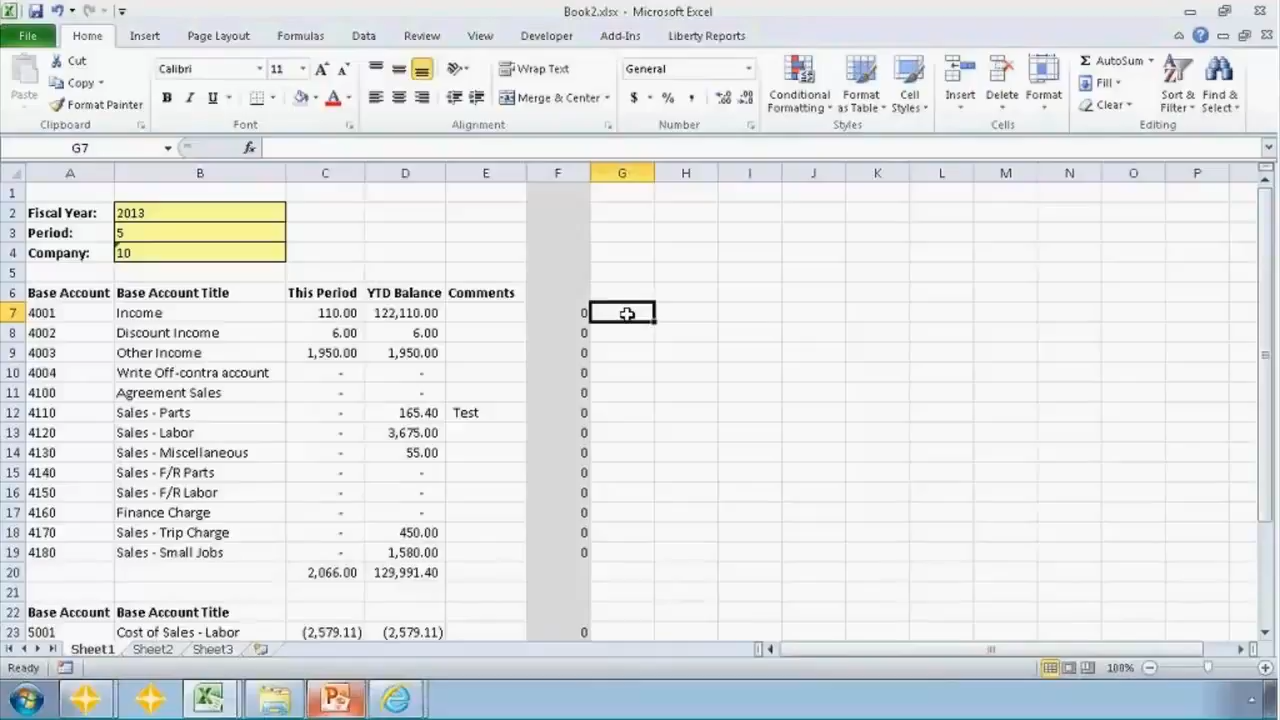 Book2.xlsx - Microsoft Excel
File Home Insert Page Layout Formulas Data Review View Developer Add-Ins Liberty Reports
Paste Cut Copy Format Painter Clipboard
Calibri 11 B I U A A A Font
Wrap Text Merge & Center Alignment
General $ % , .0 .00 .00 .0 Number
Conditional Formatting Format as Table Cell Styles Styles
Insert Delete Format Cells
Σ AutoSum Fill Clear Sort & Filter Find & Select Editing
G7 fx
A B C D E F G H I J K L M N O P
1
2 Fiscal Year: 2013
3 Period: 5
4 Company: 10
5
6 Base Account Base Account Title This Period YTD Balance Comments
7 4001 Income 110.00 122,110.00 0
8 4002 Discount Income 6.00 6.00 0
9 4003 Other Income 1,950.00 1,950.00 0
10 4004 Write Off-contra account - - 0
11 4100 Agreement Sales - - 0
12 4110 Sales - Parts - 165.40 Test 0
13 4120 Sales - Labor - 3,675.00 0
14 4130 Sales - Miscellaneous - 55.00 0
15 4140 Sales - F/R Parts - - 0
16 4150 Sales - F/R Labor - - 0
17 4160 Finance Charge - - 0
18 4170 Sales - Trip Charge - 450.00 0
19 4180 Sales - Small Jobs - 1,580.00 0
20 2,066.00 129,991.40
21
22 Base Account Base Account Title
23 5001 Cost of Sales - Labor (2,579.11) (2,579.11) 0
Sheet1 Sheet2 Sheet3
Ready 100%